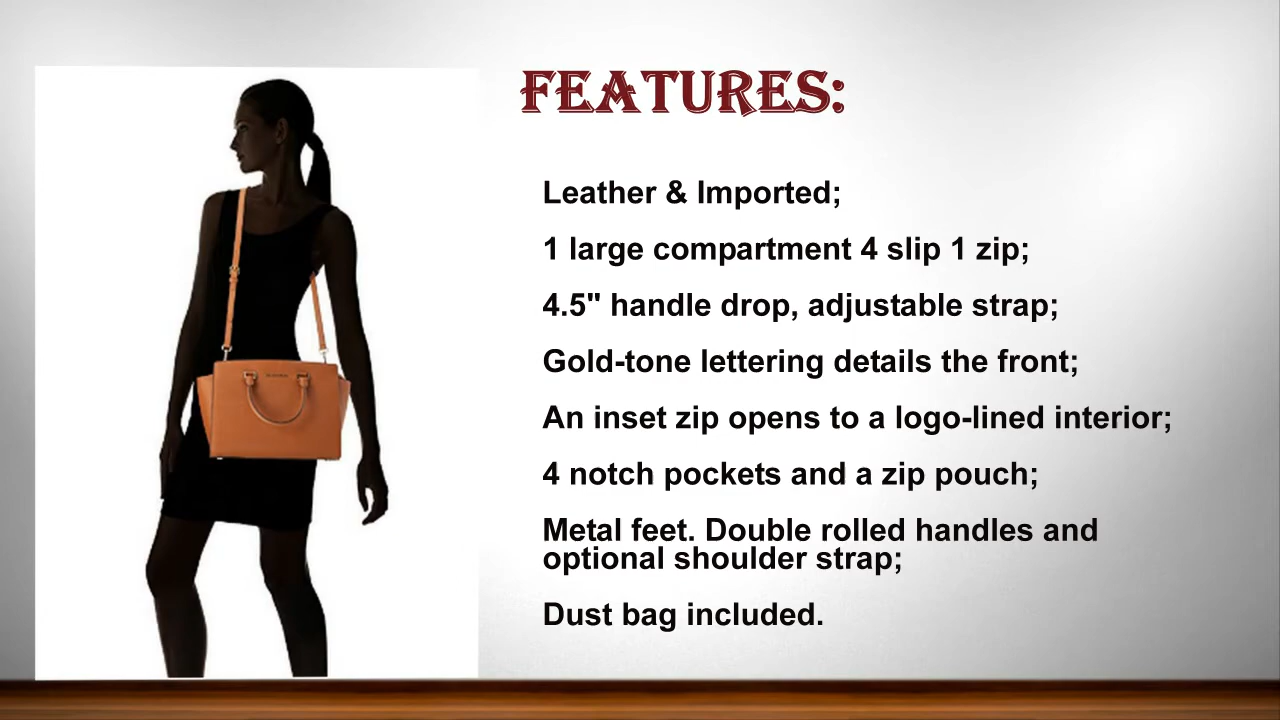 FEATURES:
Leather & Imported;
1 large compartment 4 slip 1 zip;
4.5" handle drop, adjustable strap;
Gold-tone lettering details the front;
An inset zip opens to a logo-lined interior;
4 notch pockets and a zip pouch;
Metal feet. Double rolled handles and
optional shoulder strap;
Dust bag included.